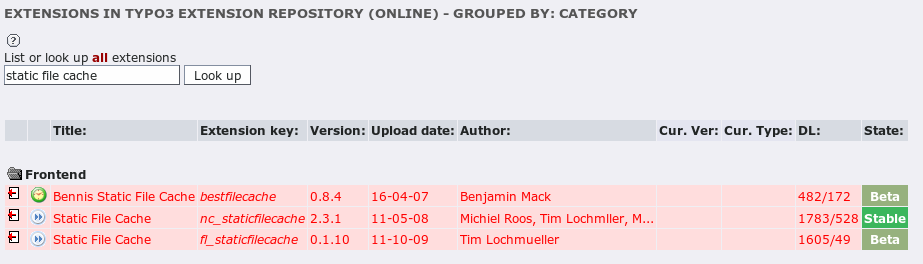 EXTENSIONS IN TYPO3 EXTENSION REPOSITORY (ONLINE) - GROUPED BY: CATEGORY
?
List or look up all extensions
static file cache Look up
Title: Extension key: Version: Upload date: Author: Cur. Ver: Cur. Type: DL: State:
Frontend
Bennis Static File Cache bestfilecache 0.8.4 16-04-07 Benjamin Mack 482/172 Beta
Static File Cache nc_staticfilecache 2.3.1 11-05-08 Michiel Roos, Tim Lochmller, M... 1783/528 Stable
Static File Cache fl_staticfilecache 0.1.10 11-10-09 Tim Lochmueller 1605/49 Beta